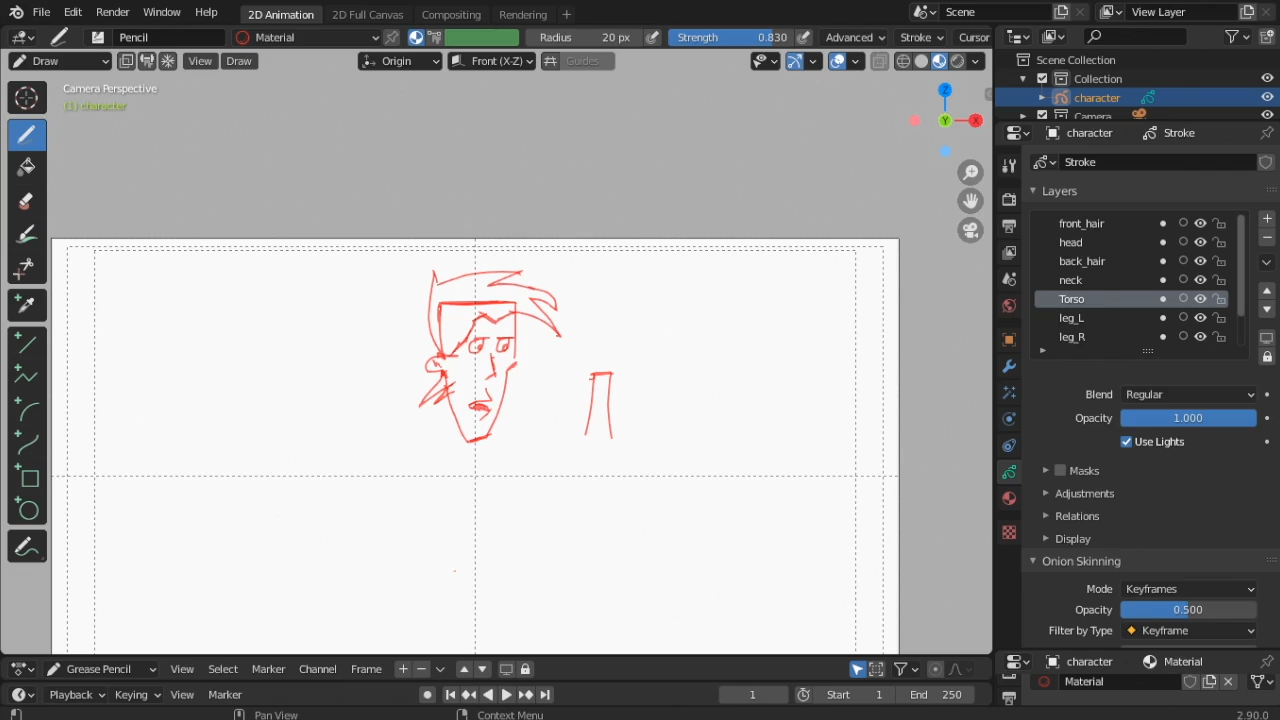 File Edit Render Window Help 2D Animation 2D Full Canvas Compositing Rendering + Scene View Layer
Pencil Material Radius 20 px Strength 0.830 Advanced Stroke Cursor
Draw View Draw Origin Front (X-Z) Guides
Camera Perspective
(1) character
Z
Y X
Scene Collection
Collection
character
Camera
character Stroke
Stroke
Layers
front_hair
head
back_hair
neck
Torso
leg_L
leg_R
Blend Regular
Opacity 1.000
Use Lights
Masks
Adjustments
Relations
Display
Onion Skinning
Mode Keyframes
Opacity 0.500
Filter by Type Keyframe
character Material
Material
Grease Pencil View Select Marker Channel Frame
Playback Keying View Marker 1 Start 1 End 250
Pan View Context Menu 2.90.0